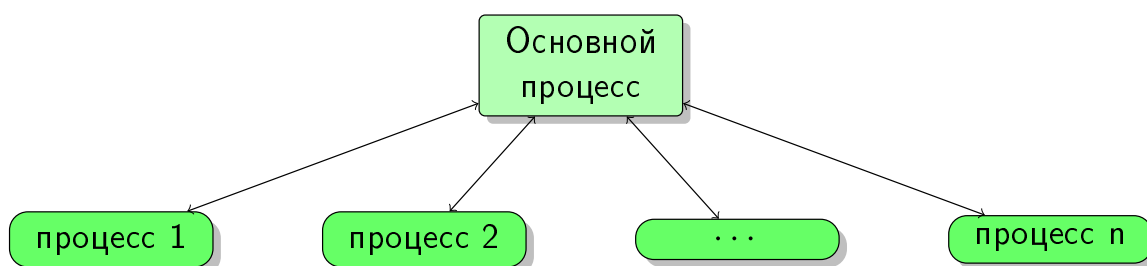 Основной
процесс
процесс 1
процесс 2
...
процесс n